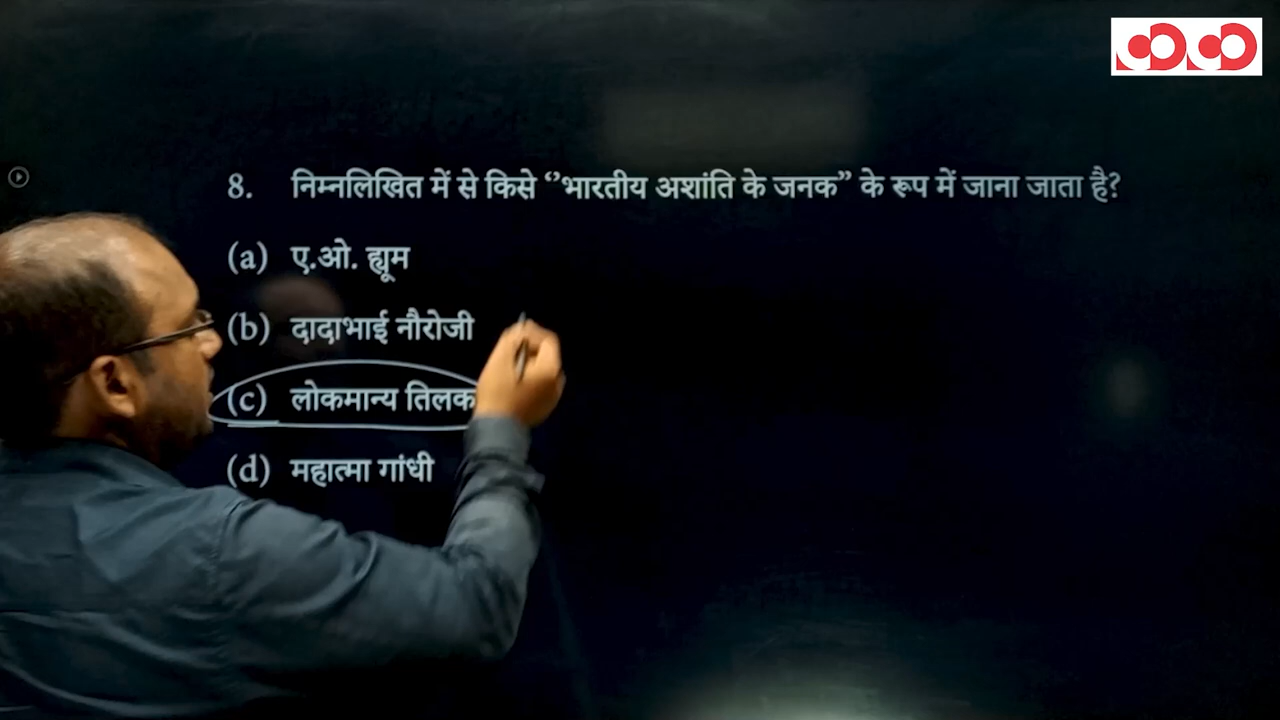 8. निम्नलिखित में से किसे ‘‘भारतीय अशांति के जनक’’ के रूप में जाना जाता है?
(a) ए.ओ. ह्यूम
(b) दादाभाई नौरोजी
(c) लोकमान्य तिलक
(d) महात्मा गांधी